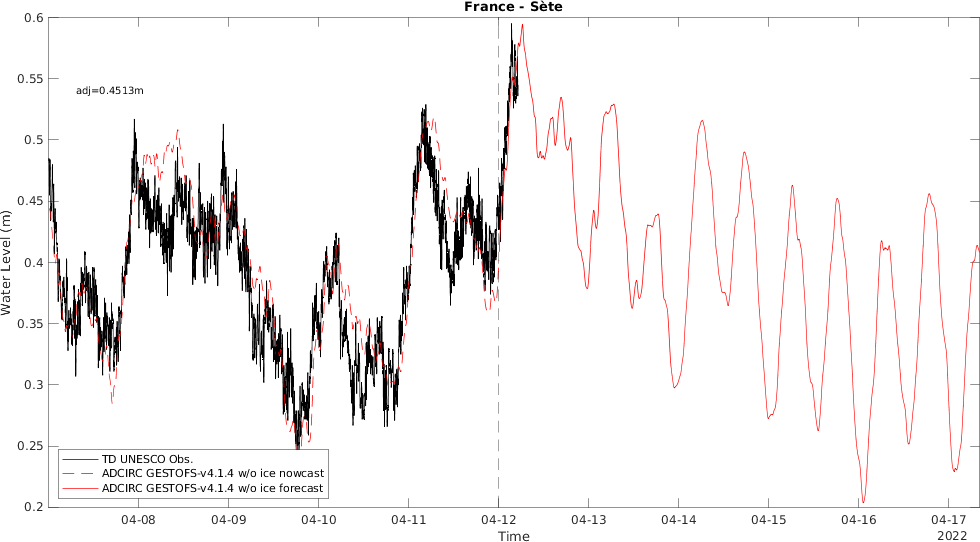 France - Sète
0.6
0.55
0.5
0.45
0.4
0.35
0.3
0.25
0.2
Water Level (m)
adj=0.4513m
TD UNESCO Obs.
ADCIRC GESTOFS-v4.1.4 w/o ice nowcast
ADCIRC GESTOFS-v4.1.4 w/o ice forecast
04-08 04-09 04-10 04-11 04-12 04-13 04-14 04-15 04-16 04-17
Time 2022